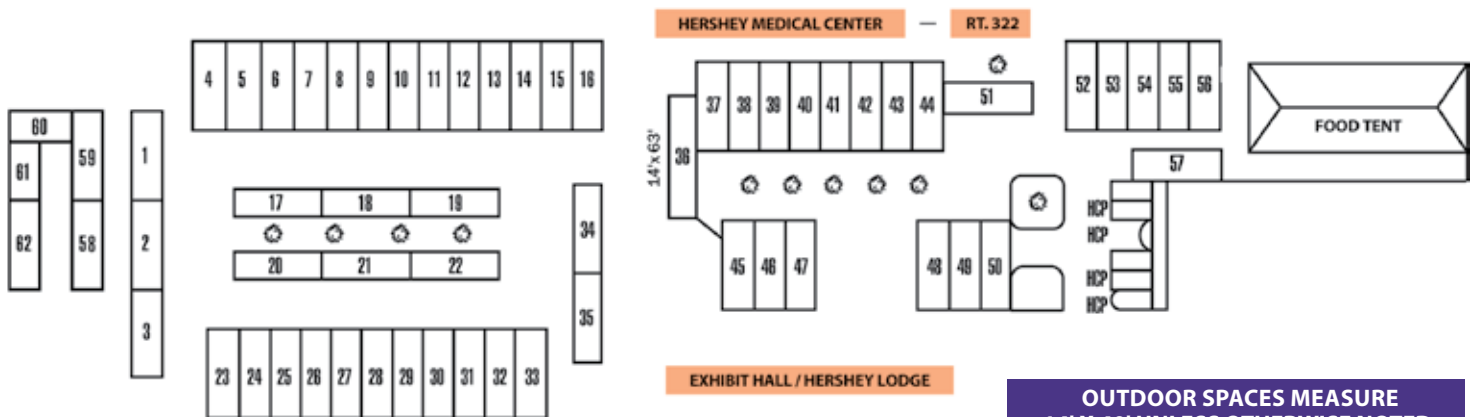 HERSHEY MEDICAL CENTER — RT. 322
4 5 6 7 8 9 10 11 12 13 14 15 16
37 38 39 40 41 42 43 44
51
52 53 54 55 56
FOOD TENT
60
61
59
62
58
1
2
3
17 18 19
20 21 22
34
35
14'x 63'
36
57
HCP
HCP
HCP
HCP
45 46 47
48 49 50
23 24 25 26 27 28 29 30 31 32 33
EXHIBIT HALL / HERSHEY LODGE
OUTDOOR SPACES MEASURE
UNLESS OTHERWISE NOTED